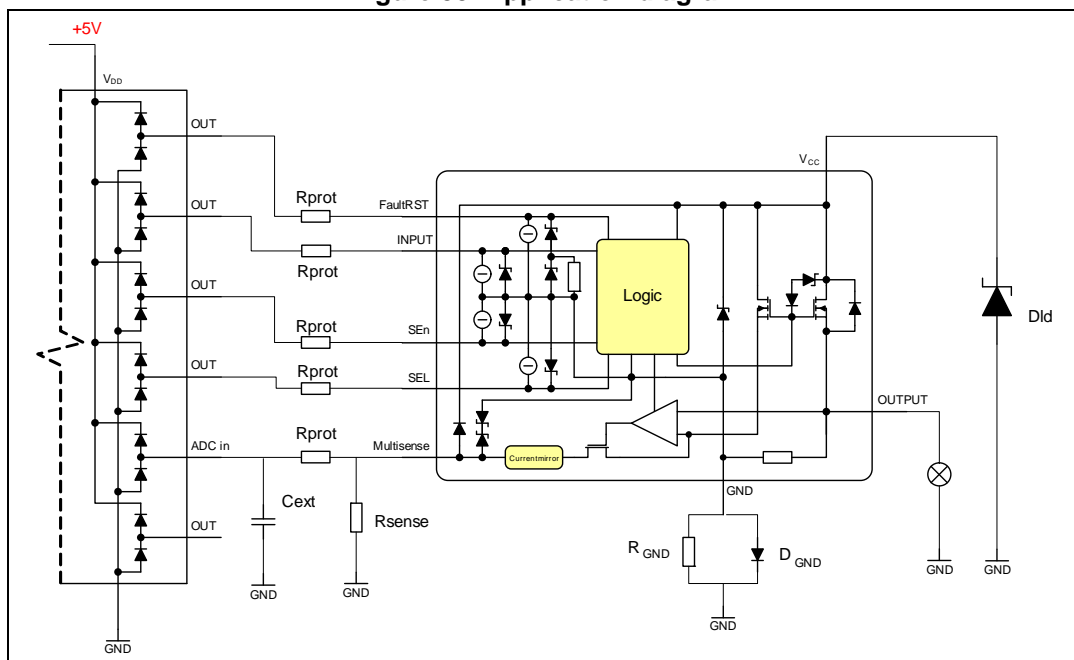 +5V
VDD
OUT
OUT
OUT
OUT
ADC in
OUT
GND
Rprot
Rprot
Rprot
Rprot
Rprot
Cext
GND
Rsense
GND
FaultRST
INPUT
SEn
SEL
Multisense
VCC
Logic
Currentmirror
OUTPUT
GND
RGND
DGND
GND
GND
Dld
GND